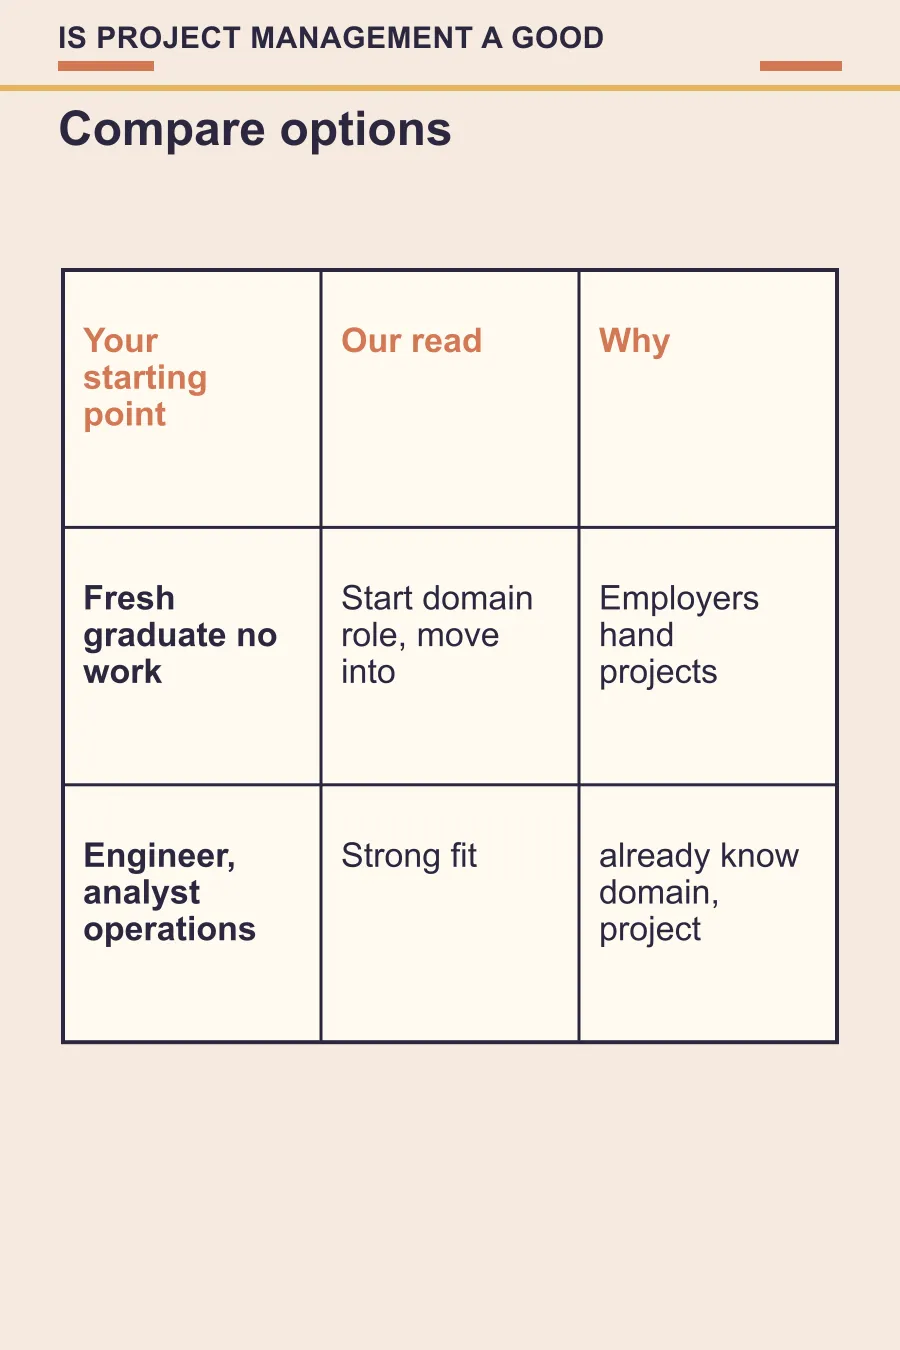 IS PROJECT MANAGEMENT A GOOD
Compare options
Your
starting
point
Our read
Why
Fresh
graduate no
work
Start domain
role, move
into
Employers
hand
projects
Engineer,
analyst
operations
Strong fit
already know
domain,
project